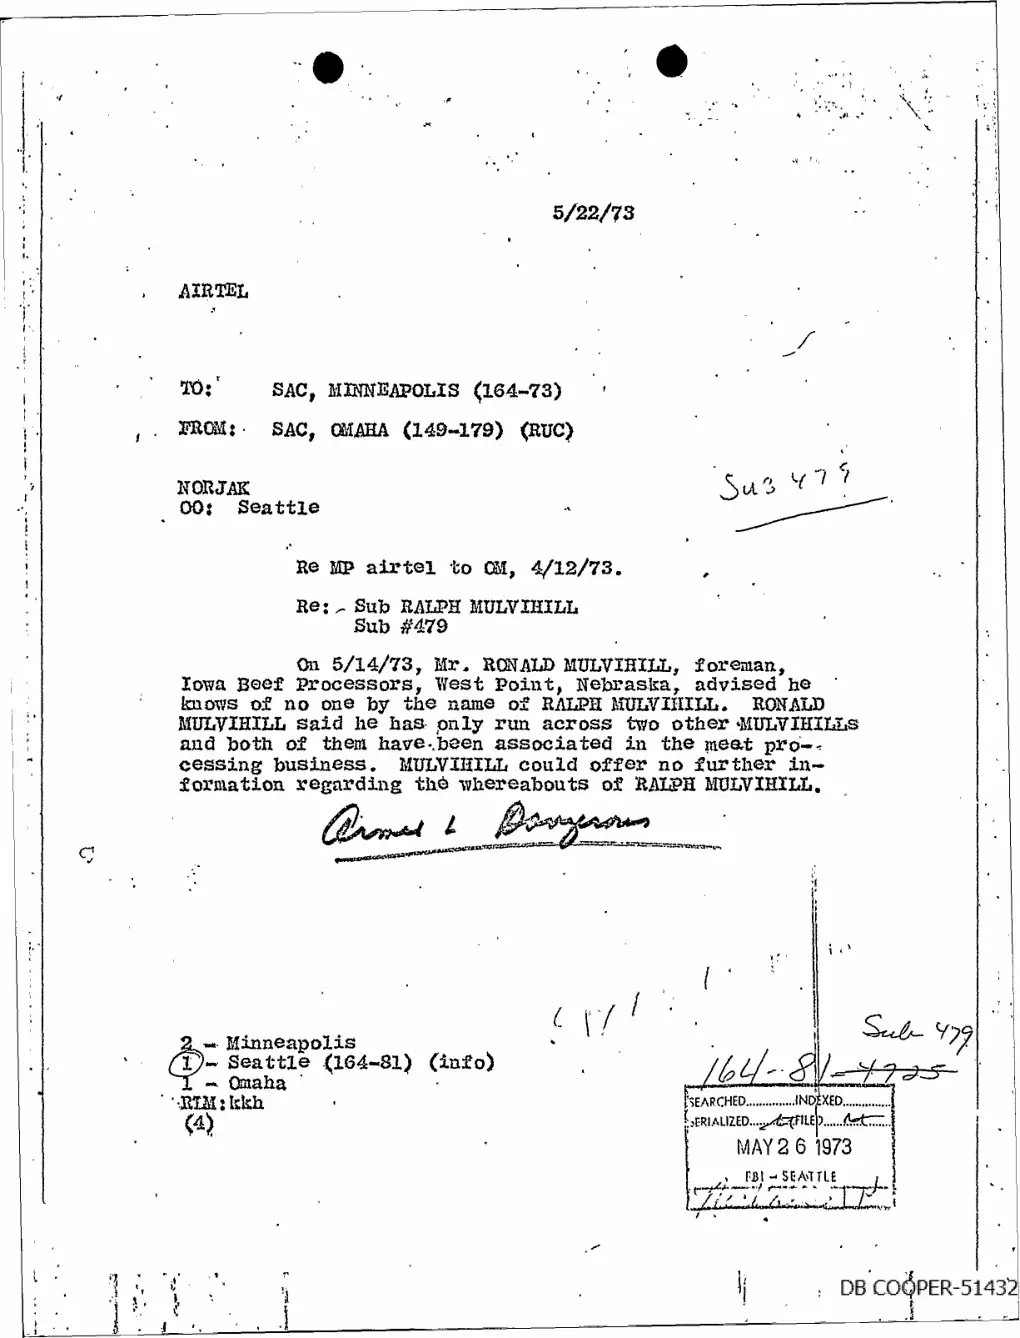 5/22/73
AIRTEL
TO: SAC, MINNEAPOLIS (164-73)
FROM: SAC, OMAHA (149-179) (RUC)
NORJAK
OO: Seattle
Sub 479
Re MP airtel to OM, 4/12/73.
Re: Sub RALPH MULVIHILL
Sub #479
On 5/14/73, Mr. RONALD MULVIHILL, foreman,
Iowa Beef Processors, West Point, Nebraska, advised he
knows of no one by the name of RALPH MULVIHILL. RONALD
MULVIHILL said he has only run across two other MULVIHILLs
and both of them have been associated in the meat pro-
cessing business. MULVIHILL could offer no further in-
formation regarding the whereabouts of RALPH MULVIHILL.
Armed & Dangerous
2 - Minneapolis
1 - Seattle (164-81) (info)
1 - Omaha
RIM:kkh
(4)
Sub 479
164-81-4725
SEARCHED..............INDEXED..............
SERIALIZED..............FILED..............
MAY 26 1973
FBI - SEATTLE
DB COOPER-51432